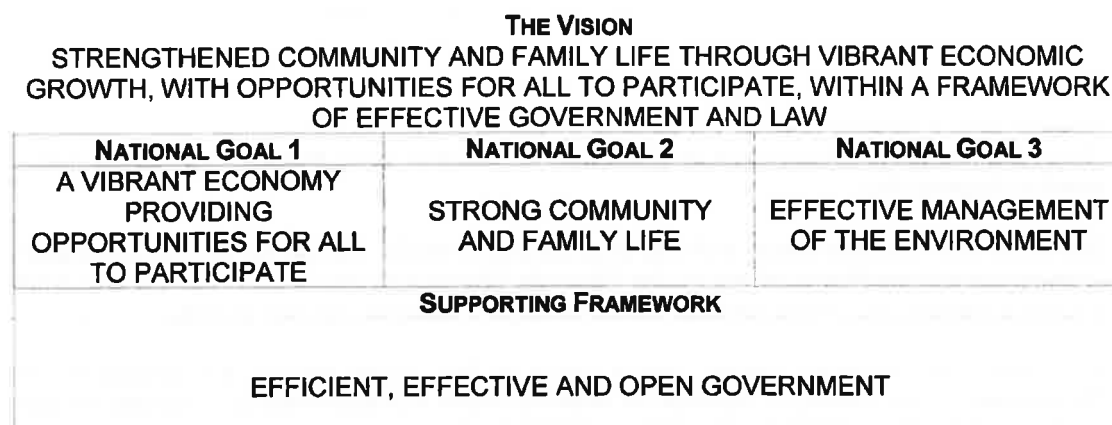 THE VISION
STRENGTHENED COMMUNITY AND FAMILY LIFE THROUGH VIBRANT ECONOMIC
GROWTH, WITH OPPORTUNITIES FOR ALL TO PARTICIPATE, WITHIN A FRAMEWORK
OF EFFECTIVE GOVERNMENT AND LAW
NATIONAL GOAL 1
A VIBRANT ECONOMY
PROVIDING
OPPORTUNITIES FOR ALL
TO PARTICIPATE
NATIONAL GOAL 2
STRONG COMMUNITY
AND FAMILY LIFE
NATIONAL GOAL 3
EFFECTIVE MANAGEMENT
OF THE ENVIRONMENT
SUPPORTING FRAMEWORK
EFFICIENT, EFFECTIVE AND OPEN GOVERNMENT